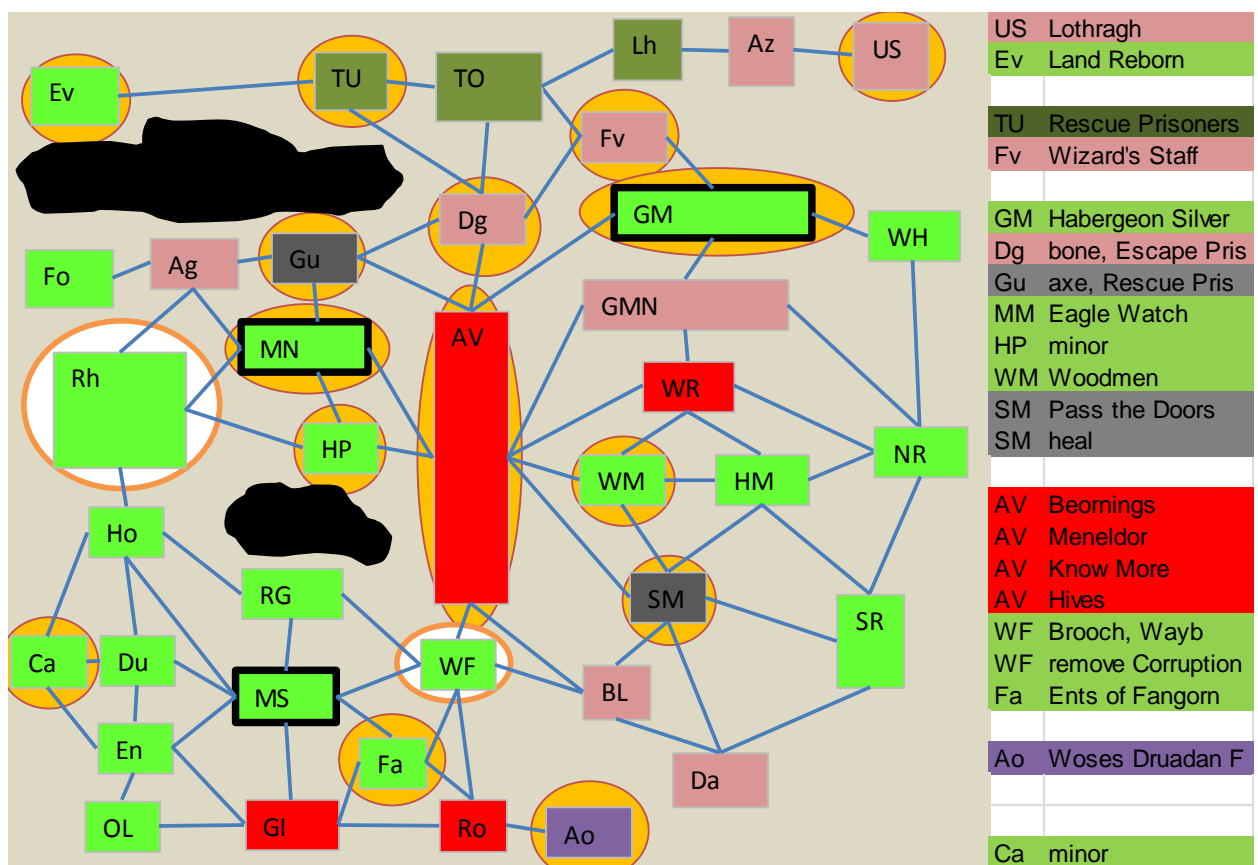 Ev
TU
TO
Lh
Az
US
Fv
Dg
GM
WH
Fo
Ag
Gu
GMN
MN
AV
Rh
WR
HP
WM
HM
NR
Ho
RG
SM
SR
Ca
Du
MS
WF
BL
En
Fa
Da
OL
GI
Ro
Ao
US Lothragh
Ev Land Reborn
TU Rescue Prisoners
Fv Wizard's Staff
GM Habergeon Silver
Dg bone, Escape Pris
Gu axe, Rescue Pris
MM Eagle Watch
HP minor
WM Woodmen
SM Pass the Doors
SM heal
AV Beornings
AV Meneldor
AV Know More
AV Hives
WF Brooch, Wayb
WF remove Corruption
Fa Ents of Fangorn
Ao Woses Druadan F
Ca minor